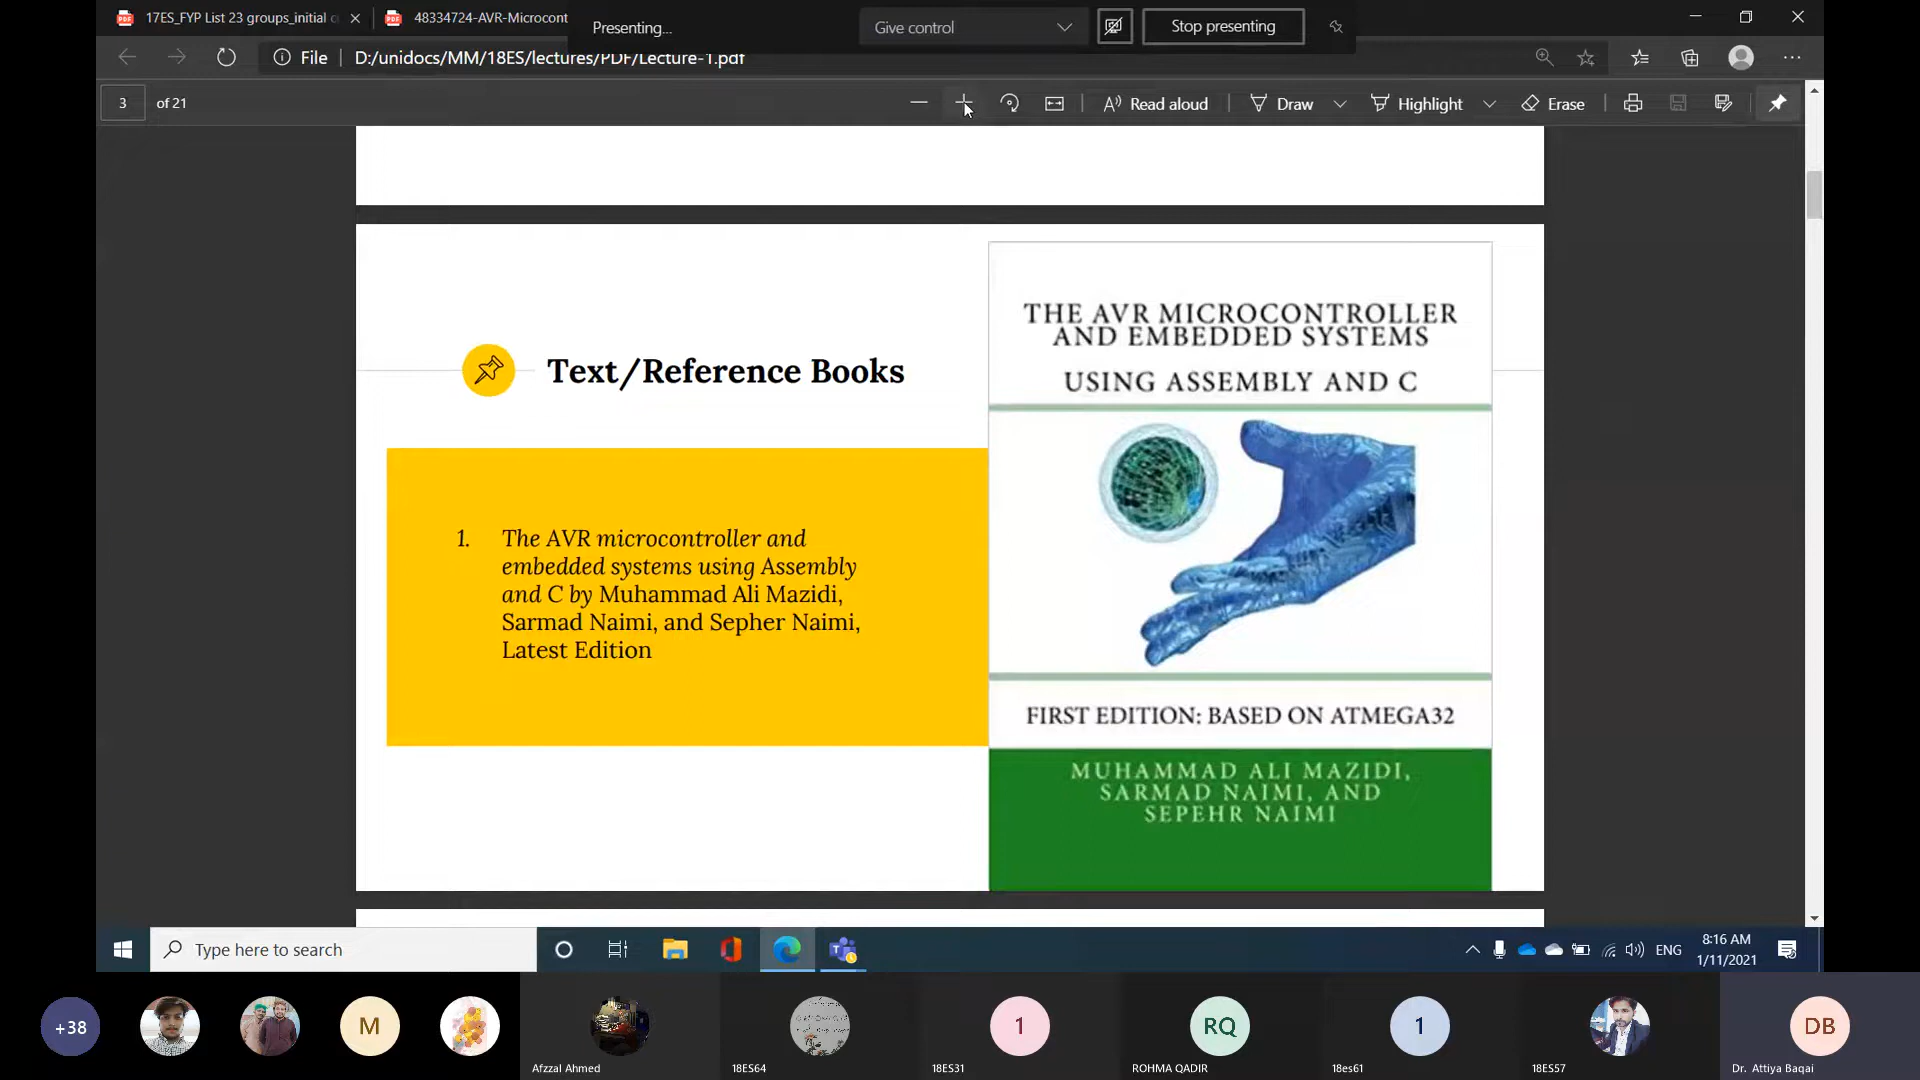 17ES_FYP List 23 groups_initial
48334724-AVR-Microcont
Presenting...
Give control
Stop presenting
File
D:/unidocs/MM/18ES/lectures/PDF/Lecture-1.pdf
3
of 21
Read aloud
Draw
Highlight
Erase
Text/Reference Books
1. The AVR microcontroller and
embedded systems using Assembly
and C by Muhammad Ali Mazidi,
Sarmad Naimi, and Sepher Naimi,
Latest Edition
THE AVR MICROCONTROLLER
AND EMBEDDED SYSTEMS
USING ASSEMBLY AND C
FIRST EDITION: BASED ON ATMEGA32
MUHAMMAD ALI MAZIDI,
SARMAD NAIMI, AND
SEPEHR NAIMI
Type here to search
ENG
8:16 AM
1/11/2021
+38
M
1
RQ
1
DB
Afzzal Ahmed
18ES64
18ES31
ROHMA QADIR
18es61
18ES57
Dr. Attiya Baqai